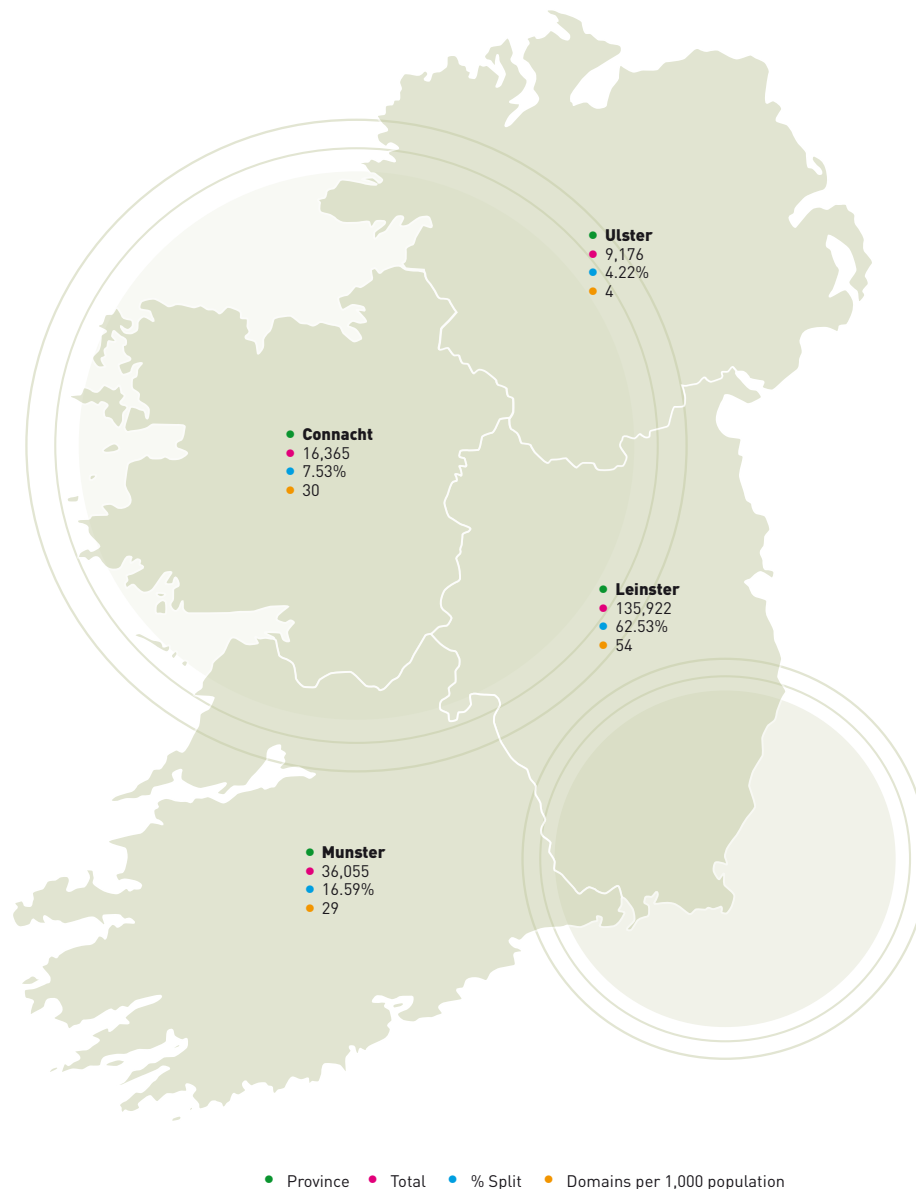 Ulster
9,176
4.22%
4
Connacht
16,365
7.53%
30
Leinster
135,922
62.53%
54
Munster
36,055
16.59%
29
Province Total % Split Domains per 1,000 population